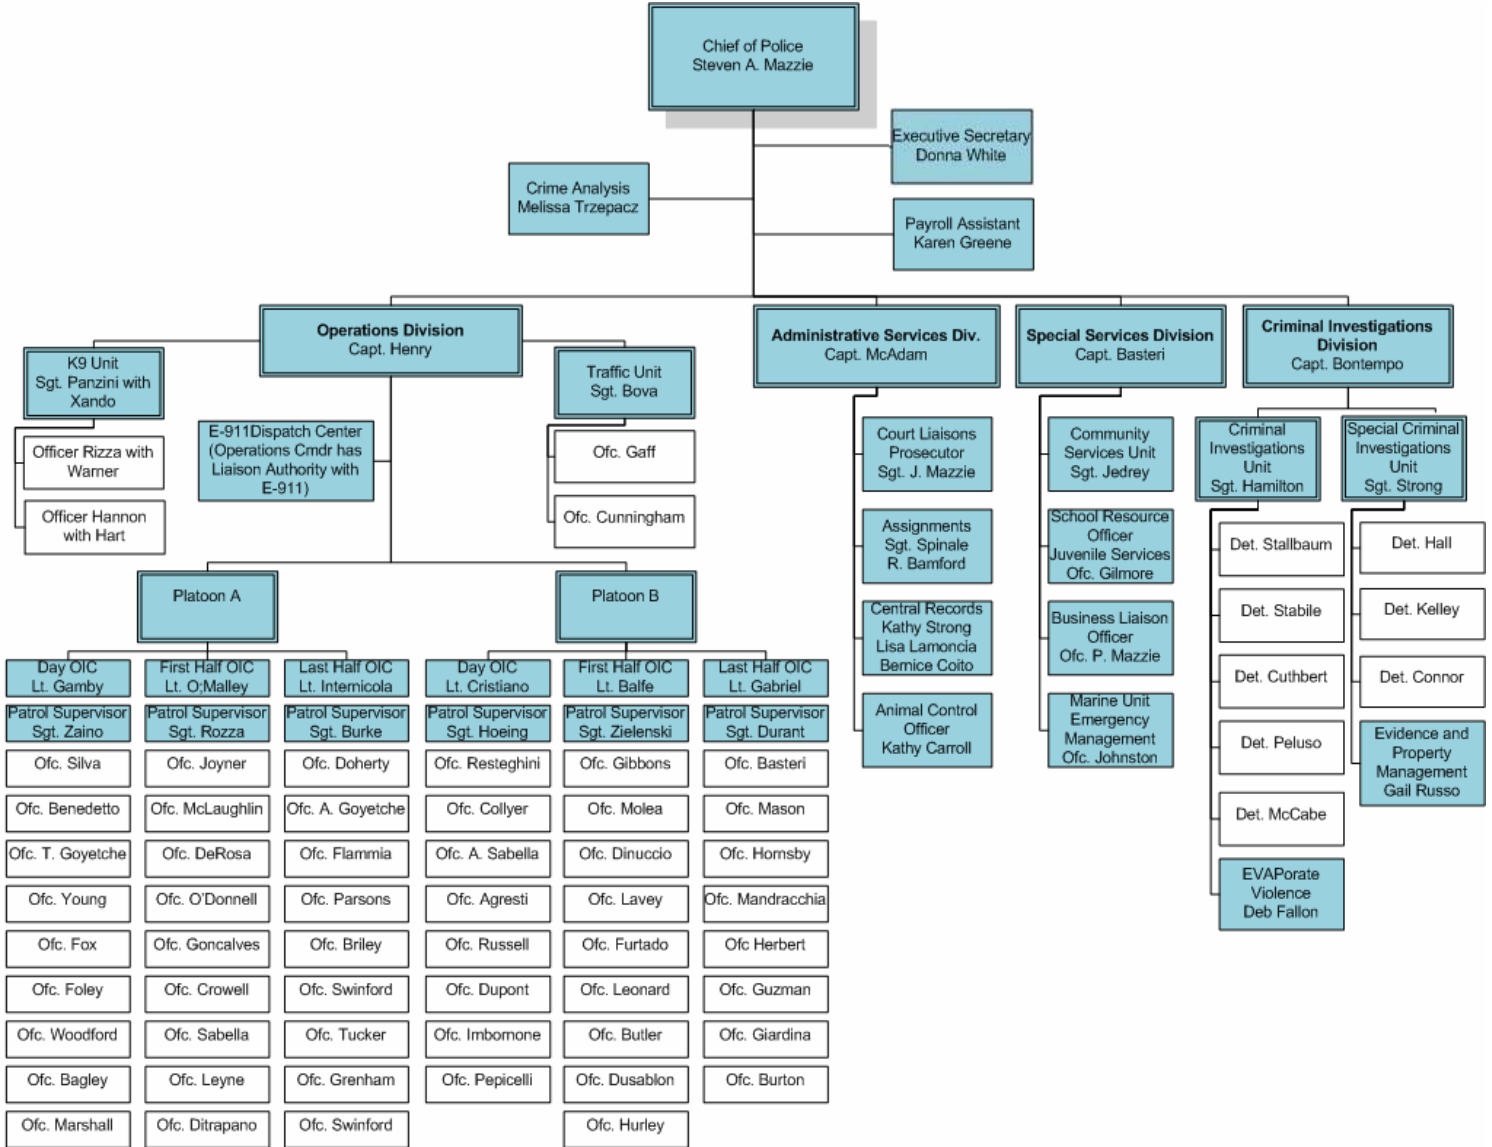 Chief of Police
Steven A. Mazzie
Executive Secretary
Donna White
Crime Analysis
Melissa Trzepacz
Payroll Assistant
Karen Greene
Operations Division
Capt. Henry
Administrative Services Div.
Capt. McAdam
Special Services Division
Capt. Basteri
Criminal Investigations
Division
Capt. Bontempo
K9 Unit
Sgt. Panzini with
Xando
Officer Rizza with
Warner
Officer Hannon
with Hart
E-911Dispatch Center
(Operations Cmdr has
Liaison Authority with
E-911)
Traffic Unit
Sgt. Bova
Ofc. Gaff
Ofc. Cunningham
Court Liaisons
Prosecutor
Sgt. J. Mazzie
Assignments
Sgt. Spinale
R. Bamford
Central Records
Kathy Strong
Lisa Lamoncia
Bernice Coito
Animal Control
Officer
Kathy Carroll
Community
Services Unit
Sgt. Jedrey
School Resource
Officer
Juvenile Services
Ofc. Gilmore
Business Liaison
Officer
Ofc. P. Mazzie
Marine Unit
Emergency
Management
Ofc. Johnston
Criminal
Investigations
Unit
Sgt. Hamilton
Det. Stallbaum
Det. Stabile
Det. Cuthbert
Det. Peluso
Det. McCabe
EVAPorate
Violence
Deb Fallon
Special Criminal
Investigations
Unit
Sgt. Strong
Det. Hall
Det. Kelley
Det. Connor
Evidence and
Property
Management
Gail Russo
Platoon A
Day OIC
Lt. Gamby
Patrol Supervisor
Sgt. Zaino
Ofc. Silva
Ofc. Benedetto
Ofc. T. Goyetche
Ofc. Young
Ofc. Fox
Ofc. Foley
Ofc. Woodford
Ofc. Bagley
Ofc. Marshall
First Half OIC
Lt. O;Malley
Patrol Supervisor
Sgt. Rozza
Ofc. Joyner
Ofc. McLaughlin
Ofc. DeRosa
Ofc. O'Donnell
Ofc. Goncalves
Ofc. Crowell
Ofc. Sabella
Ofc. Leyne
Ofc. Ditrapano
Last Half OIC
Lt. Internicola
Patrol Supervisor
Sgt. Burke
Ofc. Doherty
Ofc. A. Goyetche
Ofc. Flammia
Ofc. Parsons
Ofc. Briley
Ofc. Swinford
Ofc. Tucker
Ofc. Grenham
Ofc. Swinford
Platoon B
Day OIC
Lt. Cristiano
Patrol Supervisor
Sgt. Hoeing
Ofc. Resteghini
Ofc. Collyer
Ofc. A. Sabella
Ofc. Agresti
Ofc. Russell
Ofc. Dupont
Ofc. Imbornone
Ofc. Pepicelli
First Half OIC
Lt. Balfe
Patrol Supervisor
Sgt. Zielenski
Ofc. Gibbons
Ofc. Molea
Ofc. Dinuccio
Ofc. Lavey
Ofc. Furtado
Ofc. Leonard
Ofc. Butler
Ofc. Dusablon
Ofc. Hurley
Last Half OIC
Lt. Gabriel
Patrol Supervisor
Sgt. Durant
Ofc. Basteri
Ofc. Mason
Ofc. Hornsby
Ofc. Mandracchia
Ofc Herbert
Ofc. Guzman
Ofc. Giardina
Ofc. Burton